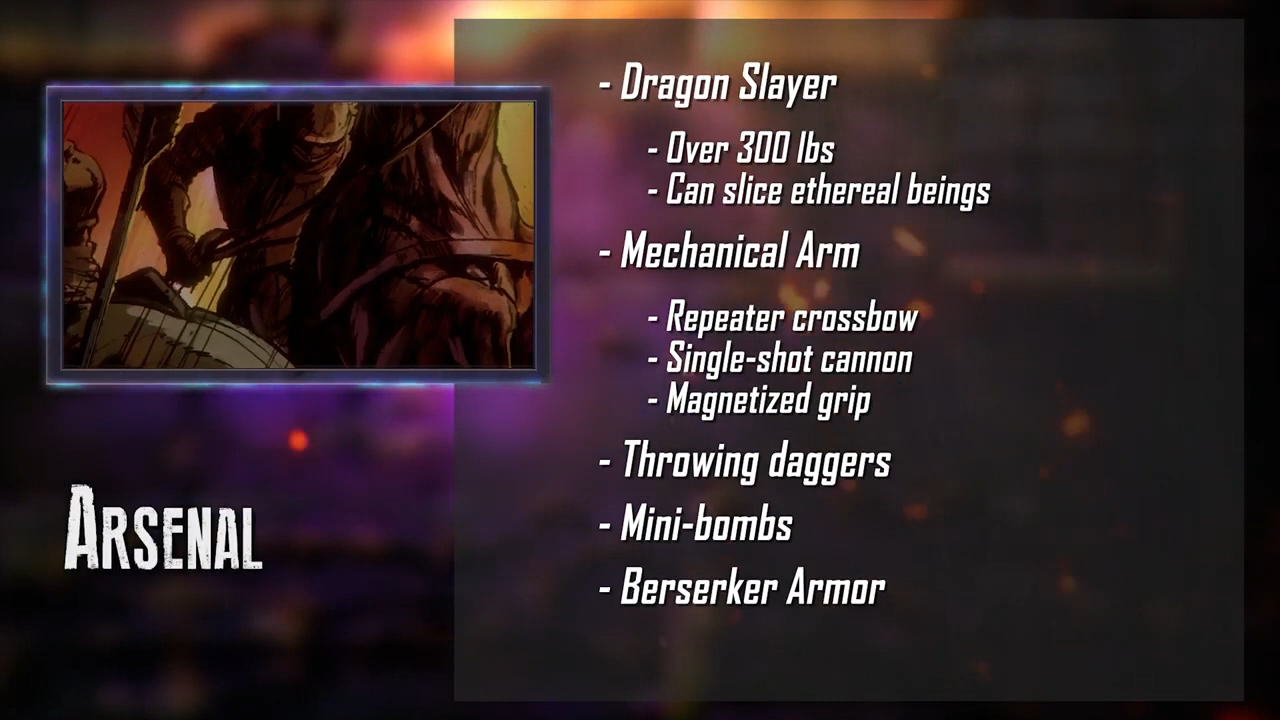 - Dragon Slayer
- Over 300 lbs
- Can slice ethereal beings
- Mechanical Arm
- Repeater crossbow
- Single-shot cannon
- Magnetized grip
- Throwing daggers
- Mini-bombs
- Berserker Armor
Arsenal